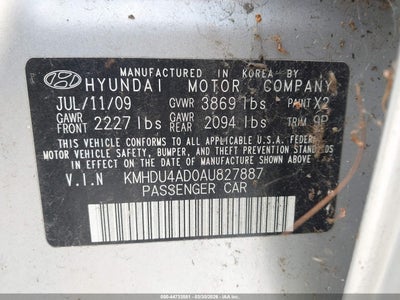 MANUFACTURED IN KOREA BY
HYUNDAI MOTOR COMPANY
JUL/11/09 GVWR 3869 lbs PAINT X2
GAWR FRONT 2227 lbs GAWR REAR 2094 lbs TRIM 9P
THIS VEHICLE CONFORMS TO ALL APPLICABLE U.S.A. FEDERAL
MOTOR VEHICLE SAFETY, BUMPER, AND THEFT PREVENTION STANDARDS
IN EFFECT ON THE DATE OF MANUFACTURE SHOWN ABOVE.
V.I.N KMHDU4AD0AU827887
PASSENGER CAR